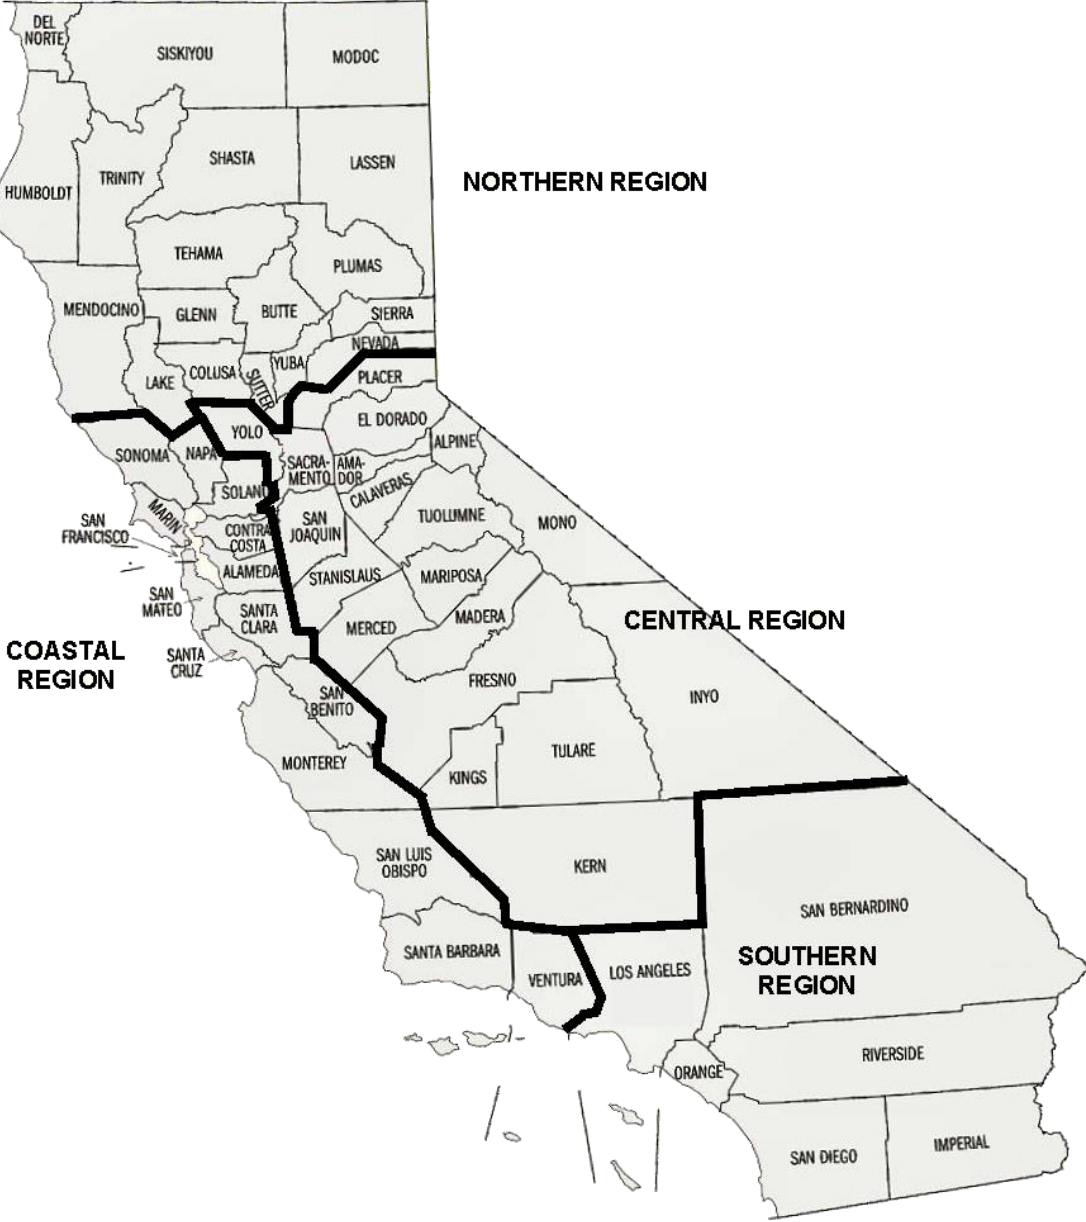 DEL
NORTE
SISKIYOU
MODOC
HUMBOLDT
TRINITY
SHASTA
LASSEN
NORTHERN REGION
TEHAMA
PLUMAS
MENDOCINO
GLENN
BUTTE
SIERRA
NEVADA
LAKE
COLUSA
SUTTER
YUBA
PLACER
EL DORADO
SONOMA
NAPA
YOLO
SACRA-
MENTO
AMA-
DOR
ALPINE
SOLANO
CALAVERAS
MARIN
SAN
FRANCISCO
CONTRA
COSTA
SAN
JOAQUIN
TUOLUMNE
MONO
ALAMEDA
STANISLAUS
MARIPOSA
SAN
MATEO
SANTA
CLARA
MERCED
MADERA
CENTRAL REGION
COASTAL
REGION
SANTA
CRUZ
SAN
BENITO
FRESNO
INYO
MONTEREY
KINGS
TULARE
SAN LUIS
OBISPO
KERN
SAN BERNARDINO
SANTA BARBARA
VENTURA
LOS ANGELES
SOUTHERN
REGION
ORANGE
RIVERSIDE
SAN DIEGO
IMPERIAL